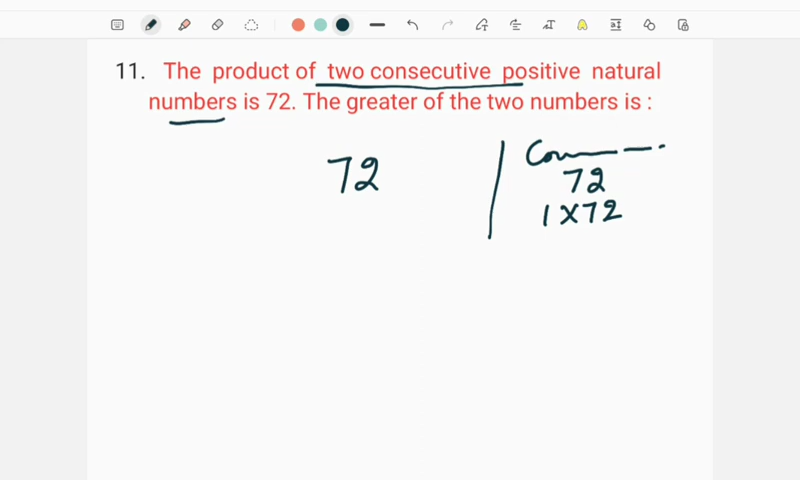 11. The product of two consecutive positive natural
numbers is 72. The greater of the two numbers is :
72
72
1 X 72